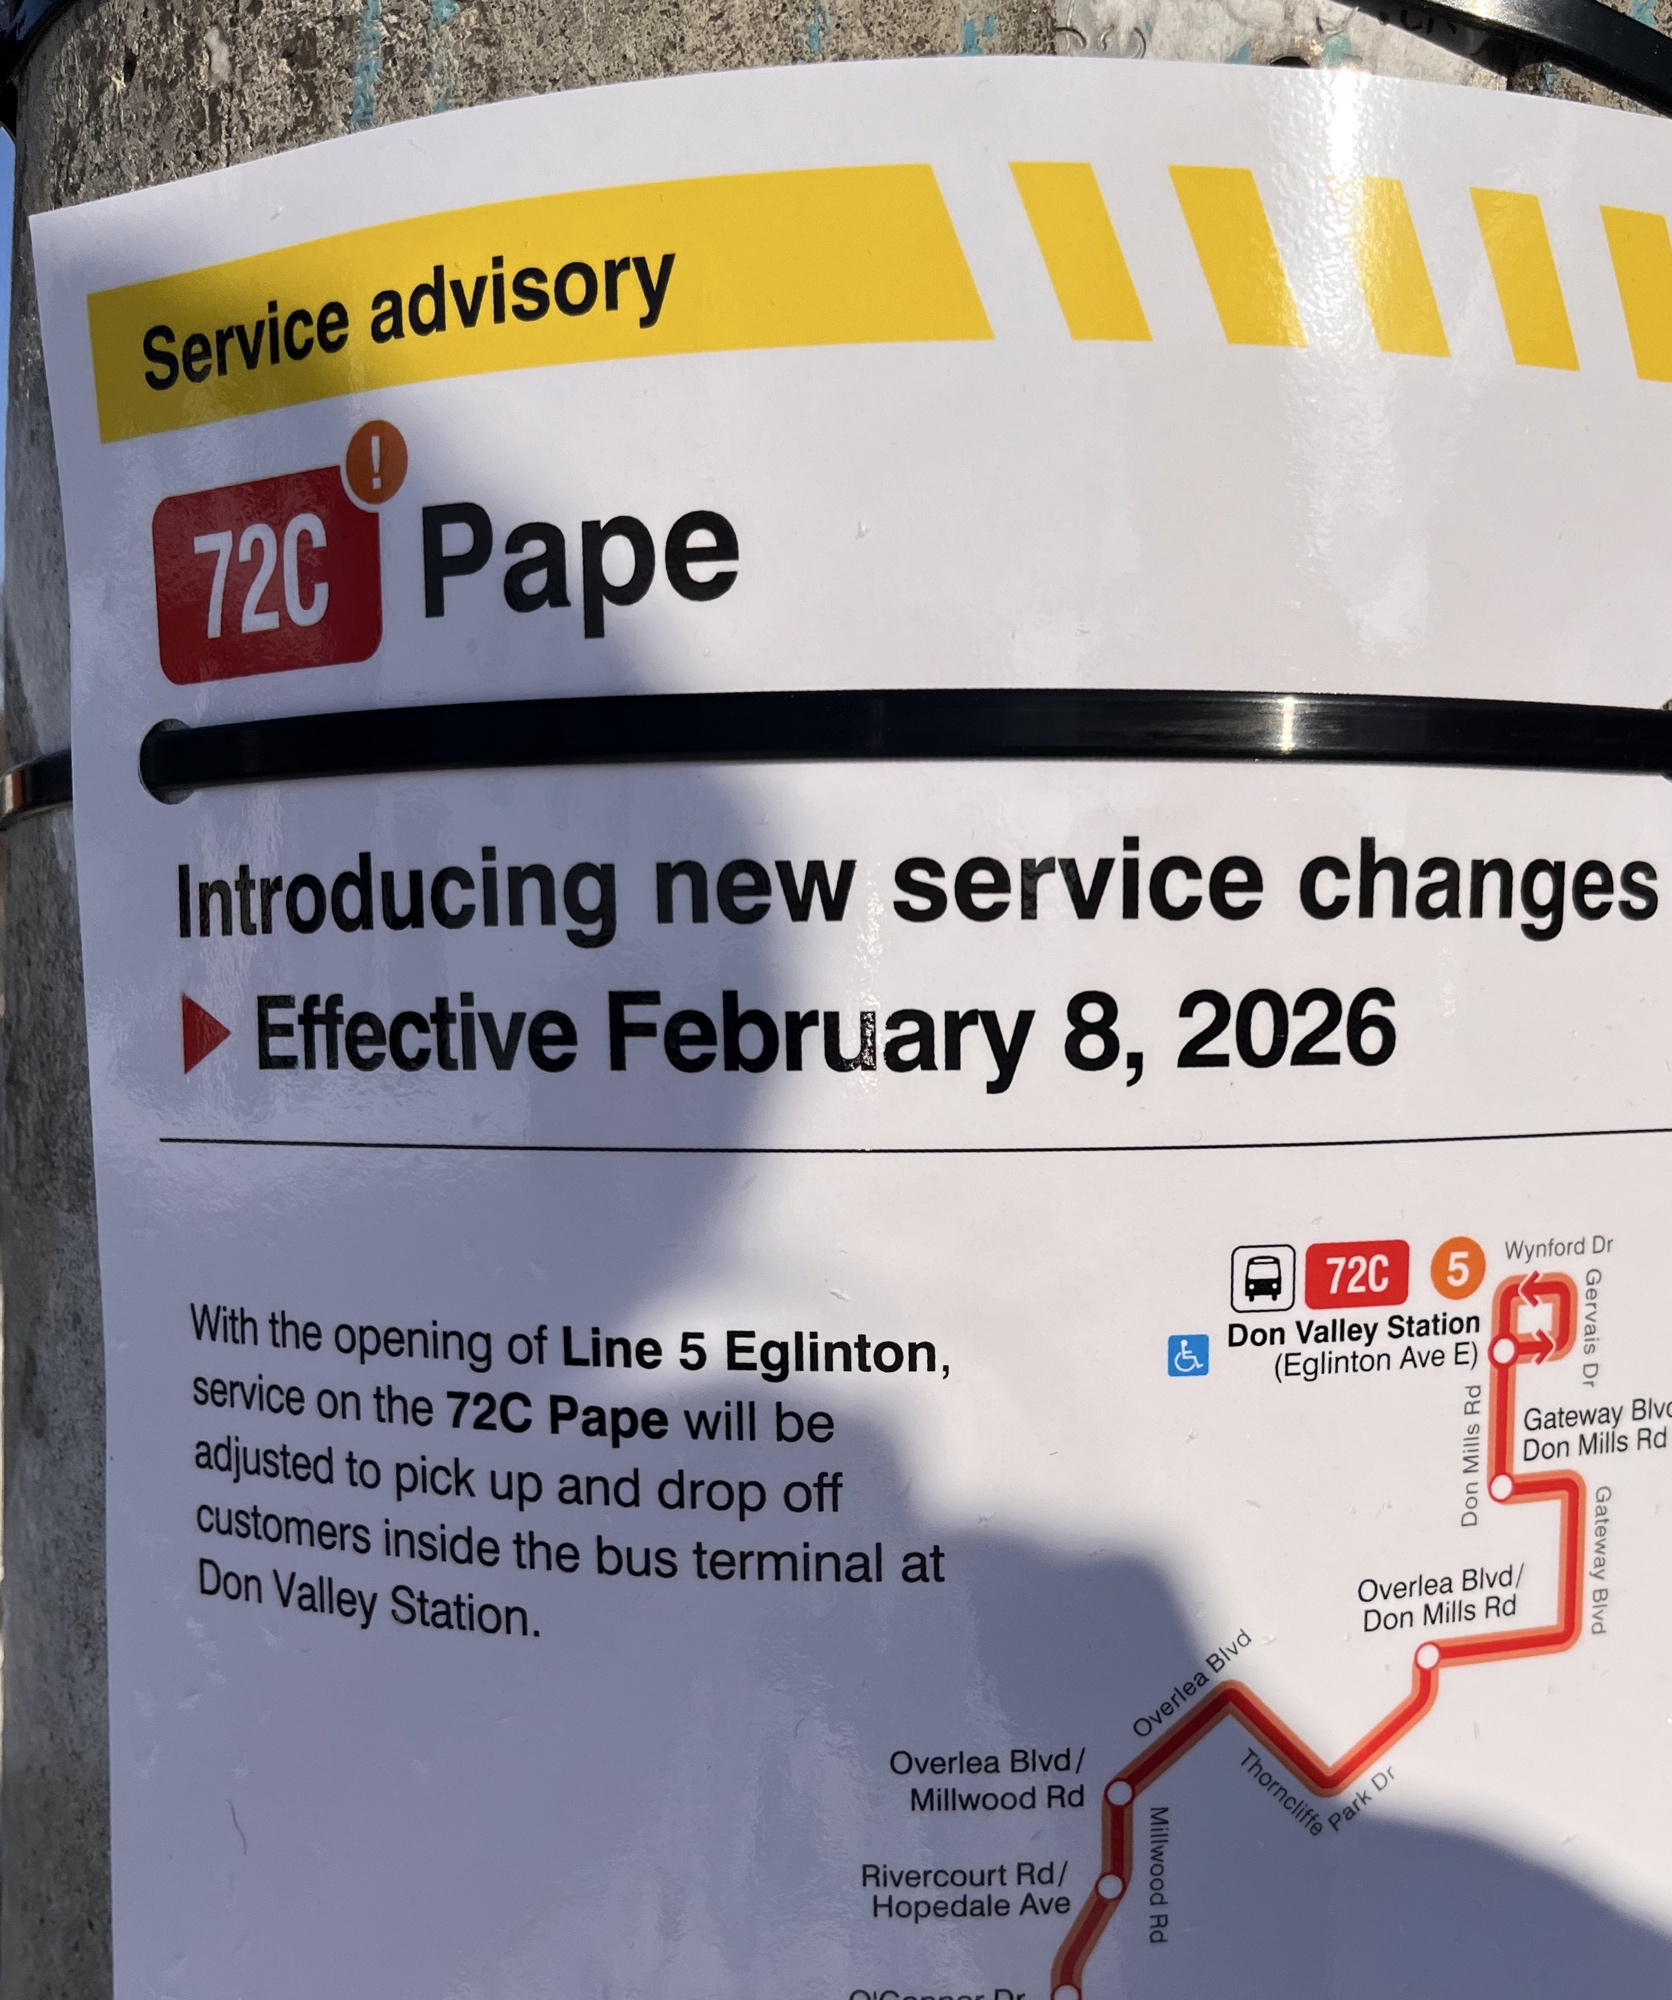 Service advisory
!
72C Pape
Introducing new service changes
Effective February 8, 2026
With the opening of Line 5 Eglinton,
service on the 72C Pape will be
adjusted to pick up and drop off
customers inside the bus terminal at
Don Valley Station.
72C 5
Wynford Dr
Don Valley Station
(Eglinton Ave E)
Gervais Dr
Don Mills Rd
Gateway
Don Mills Rd
Gateway Blvd
Overlea Blvd/
Don Mills Rd
Overlea Blvd
Thorncliffe Park Dr
Overlea Blvd/
Millwood Rd
Millwood Rd
Rivercourt Rd/
Hopedale Ave
O'Connor Dr